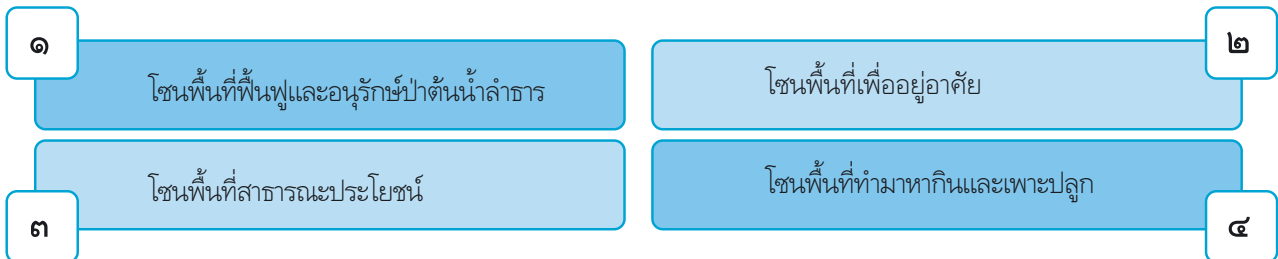 ๑
โซนพื้นที่ฟื้นฟูและอนุรักษ์ป่าต้นน้ำลำธาร
๒
โซนพื้นที่เพื่ออยู่อาศัย
๓
โซนพื้นที่สาธารณะประโยชน์
๔
โซนพื้นที่ทำมาหากินและเพาะปลูก